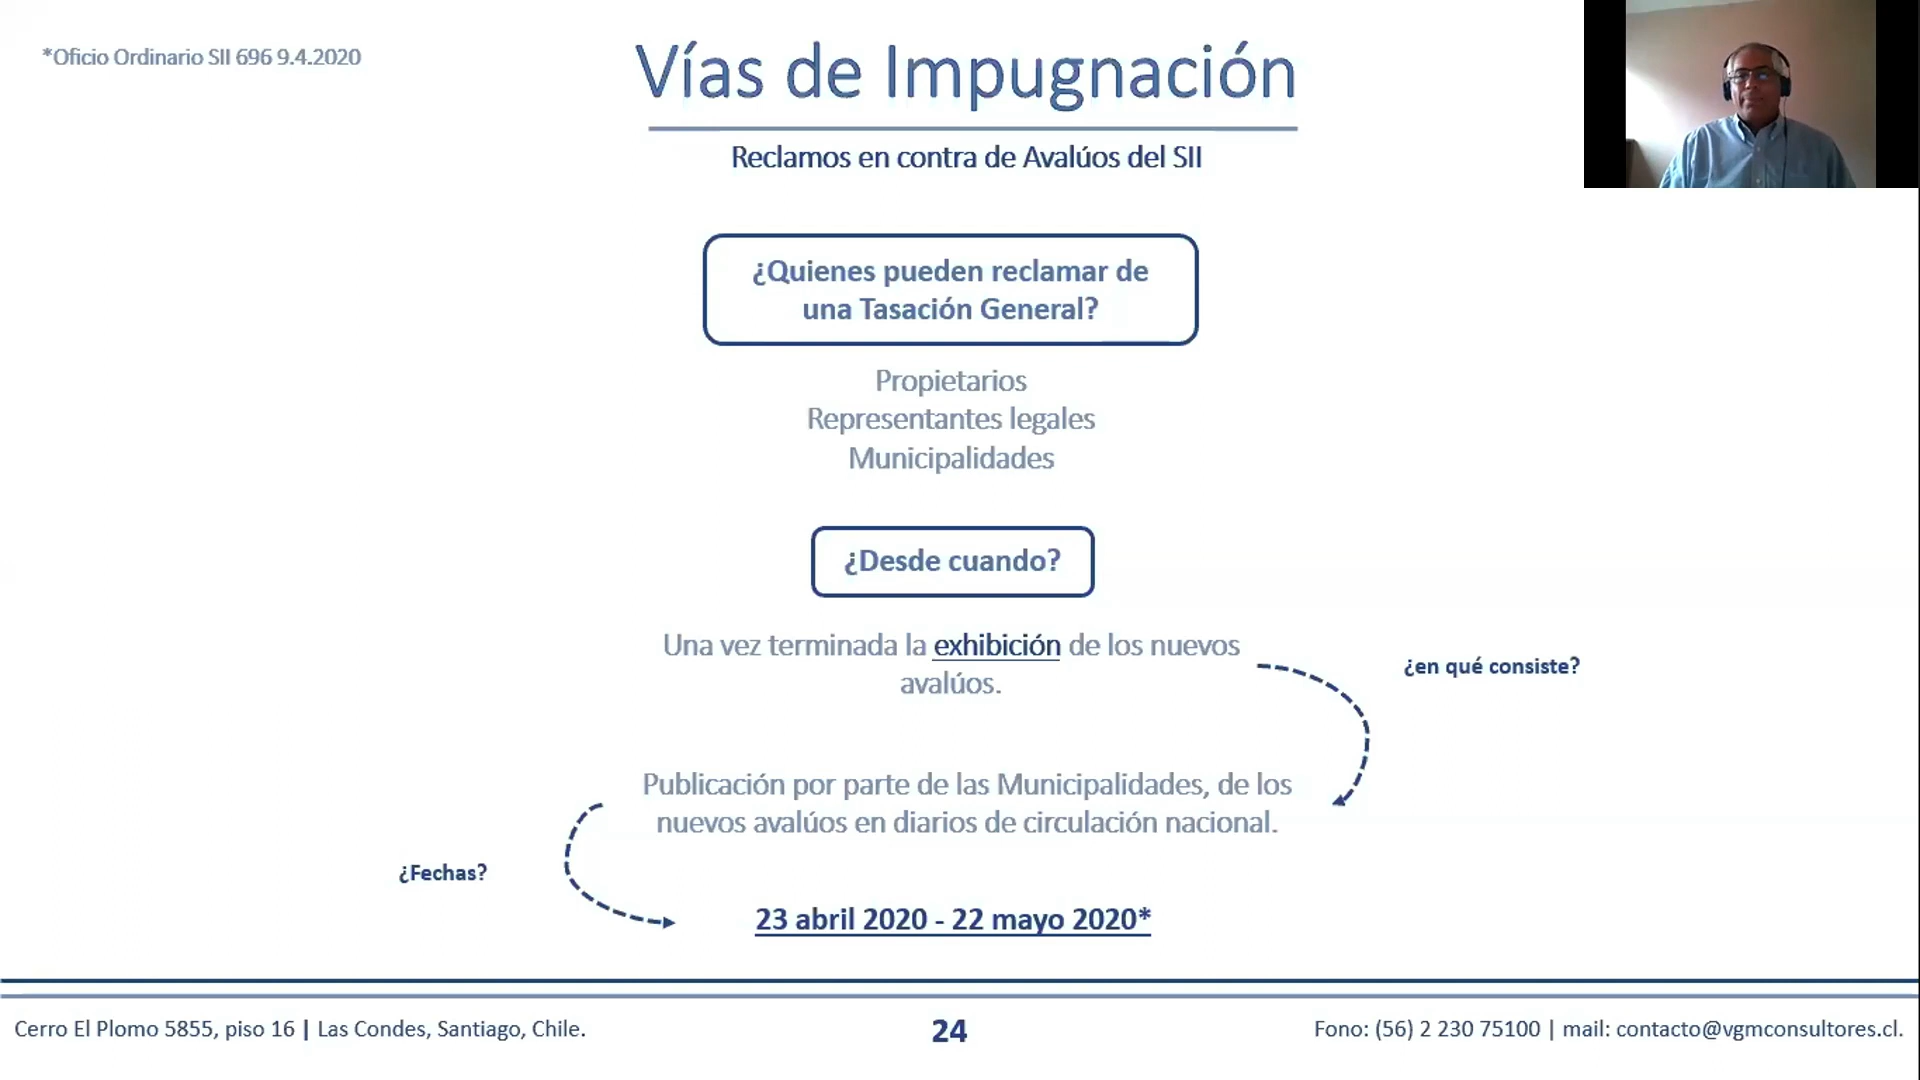 *Oficio Ordinario SII 696 9.4.2020
Vías de Impugnación
Reclamos en contra de Avalúos del SII
¿Quienes pueden reclamar de
una Tasación General?
Propietarios
Representantes legales
Municipalidades
¿Desde cuando?
Una vez terminada la exhibición de los nuevos
avalúos.
¿en qué consiste?
Publicación por parte de las Municipalidades, de los
nuevos avalúos en diarios de circulación nacional.
¿Fechas?
23 abril 2020 - 22 mayo 2020*
Cerro El Plomo 5855, piso 16 | Las Condes, Santiago, Chile.
24
Fono: (56) 2 230 75100 | mail: contacto@vgmconsultores.cl.